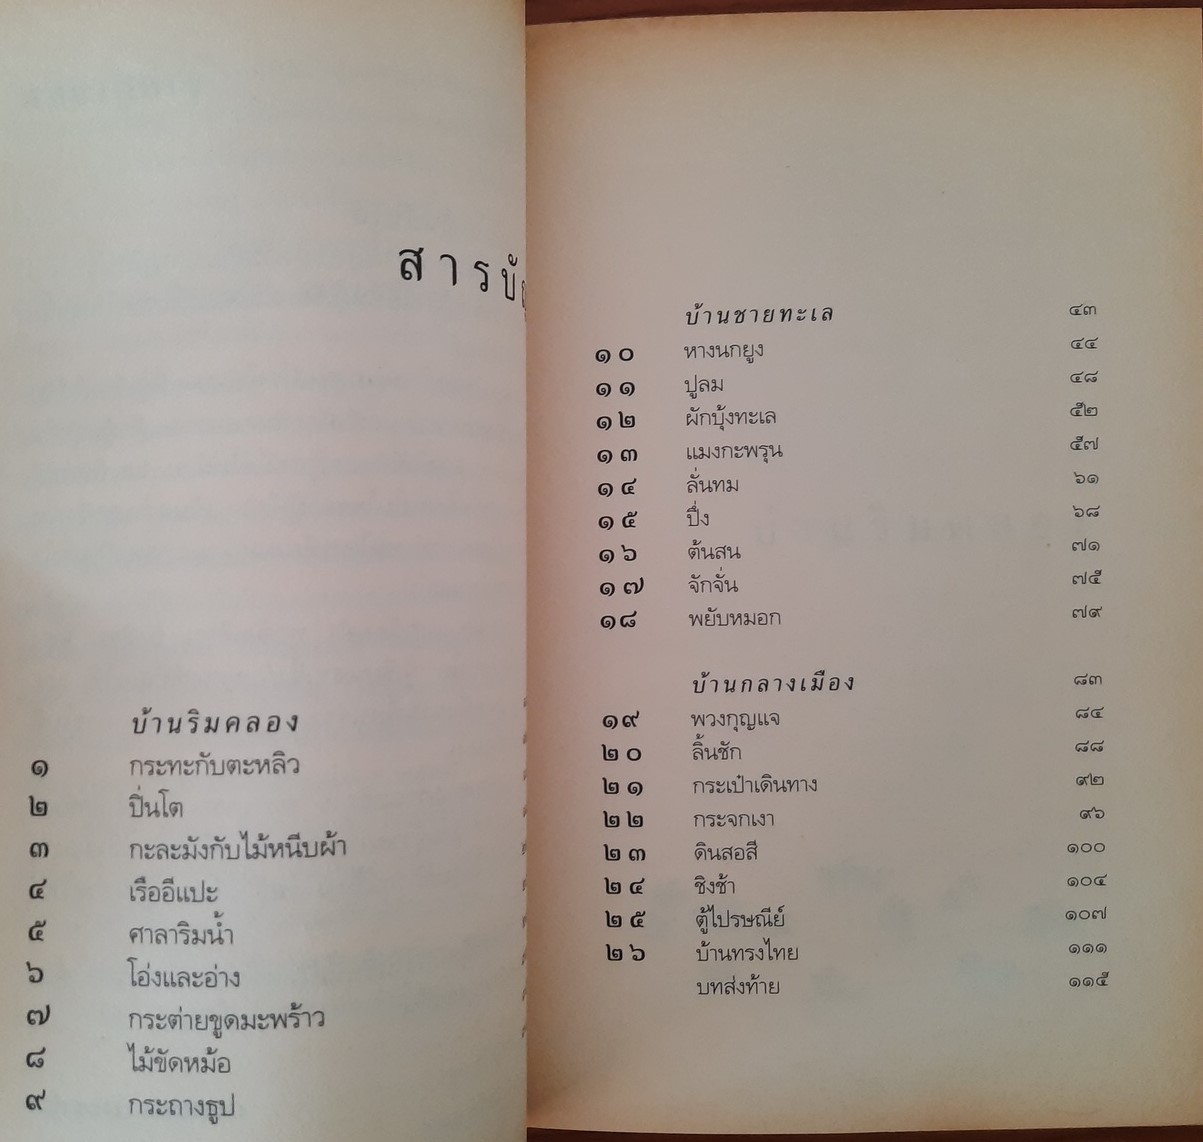 สารบัญ
บ้านริมคลอง
๑ กระทะกับตะหลิว
๒ ปิ่นโต
๓ กะละมังกับไม้หนีบผ้า
๔ เรืออีแปะ
๕ ศาลาริมน้ำ
๖ โอ่งและอ่าง
๗ กระต่ายขูดมะพร้าว
๘ ไม้ขัดหม้อ
๙ กระถางธูป
บ้านชายทะเล ๔๓
๑๐ หางนกยูง ๔๔
๑๑ ปูลม ๔๘
๑๒ ผักบุ้งทะเล ๕๒
๑๓ แมงกะพรุน ๕๗
๑๔ ลั่นทม ๖๑
๑๕ ปึ่ง ๖๘
๑๖ ต้นสน ๗๑
๑๗ จักจั่น ๗๕
๑๘ พยับหมอก ๗๙
บ้านกลางเมือง ๘๓
๑๙ พวงกุญแจ ๘๔
๒๐ ลิ้นชัก ๘๘
๒๑ กระเป๋าเดินทาง ๙๒
๒๒ กระจกเงา ๙๖
๒๓ ดินสอสี ๑๐๐
๒๔ ชิงช้า ๑๐๔
๒๕ ตู้ไปรษณีย์ ๑๐๗
๒๖ บ้านทรงไทย ๑๑๑
บทส่งท้าย ๑๑๕